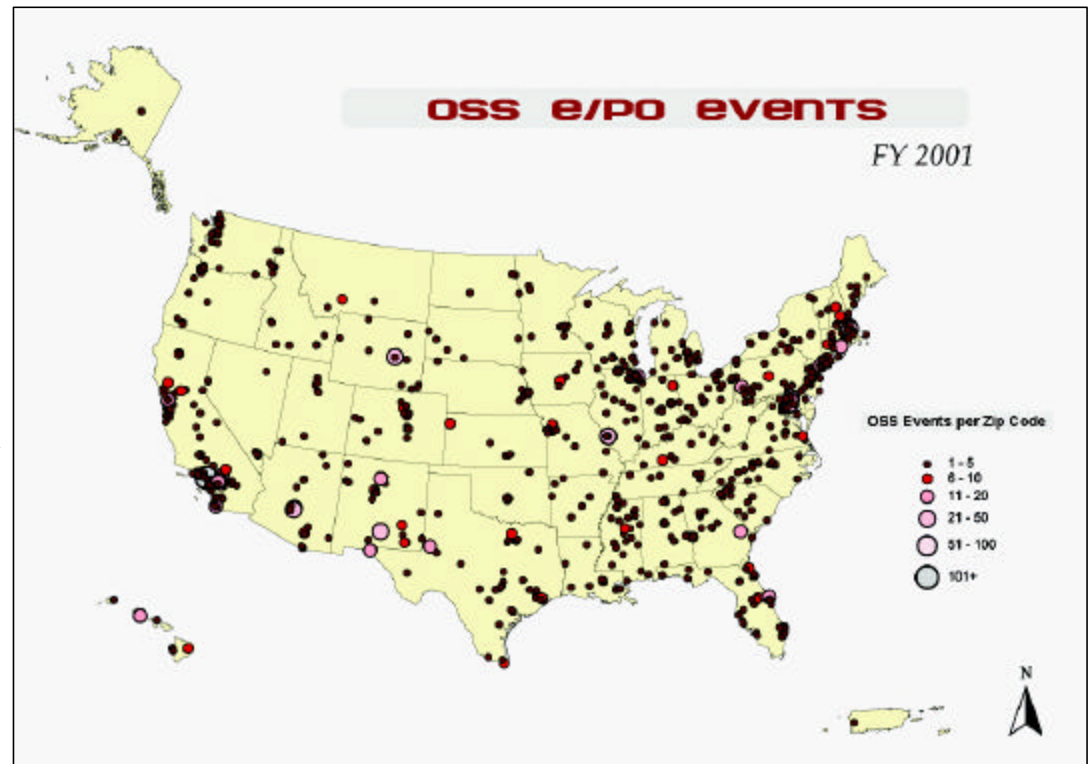 OSS E/PO EVENTS
FY 2001
OSS Events per Zip Code
1 - 5
6 - 10
11 - 20
21 - 50
51 - 100
101+
N